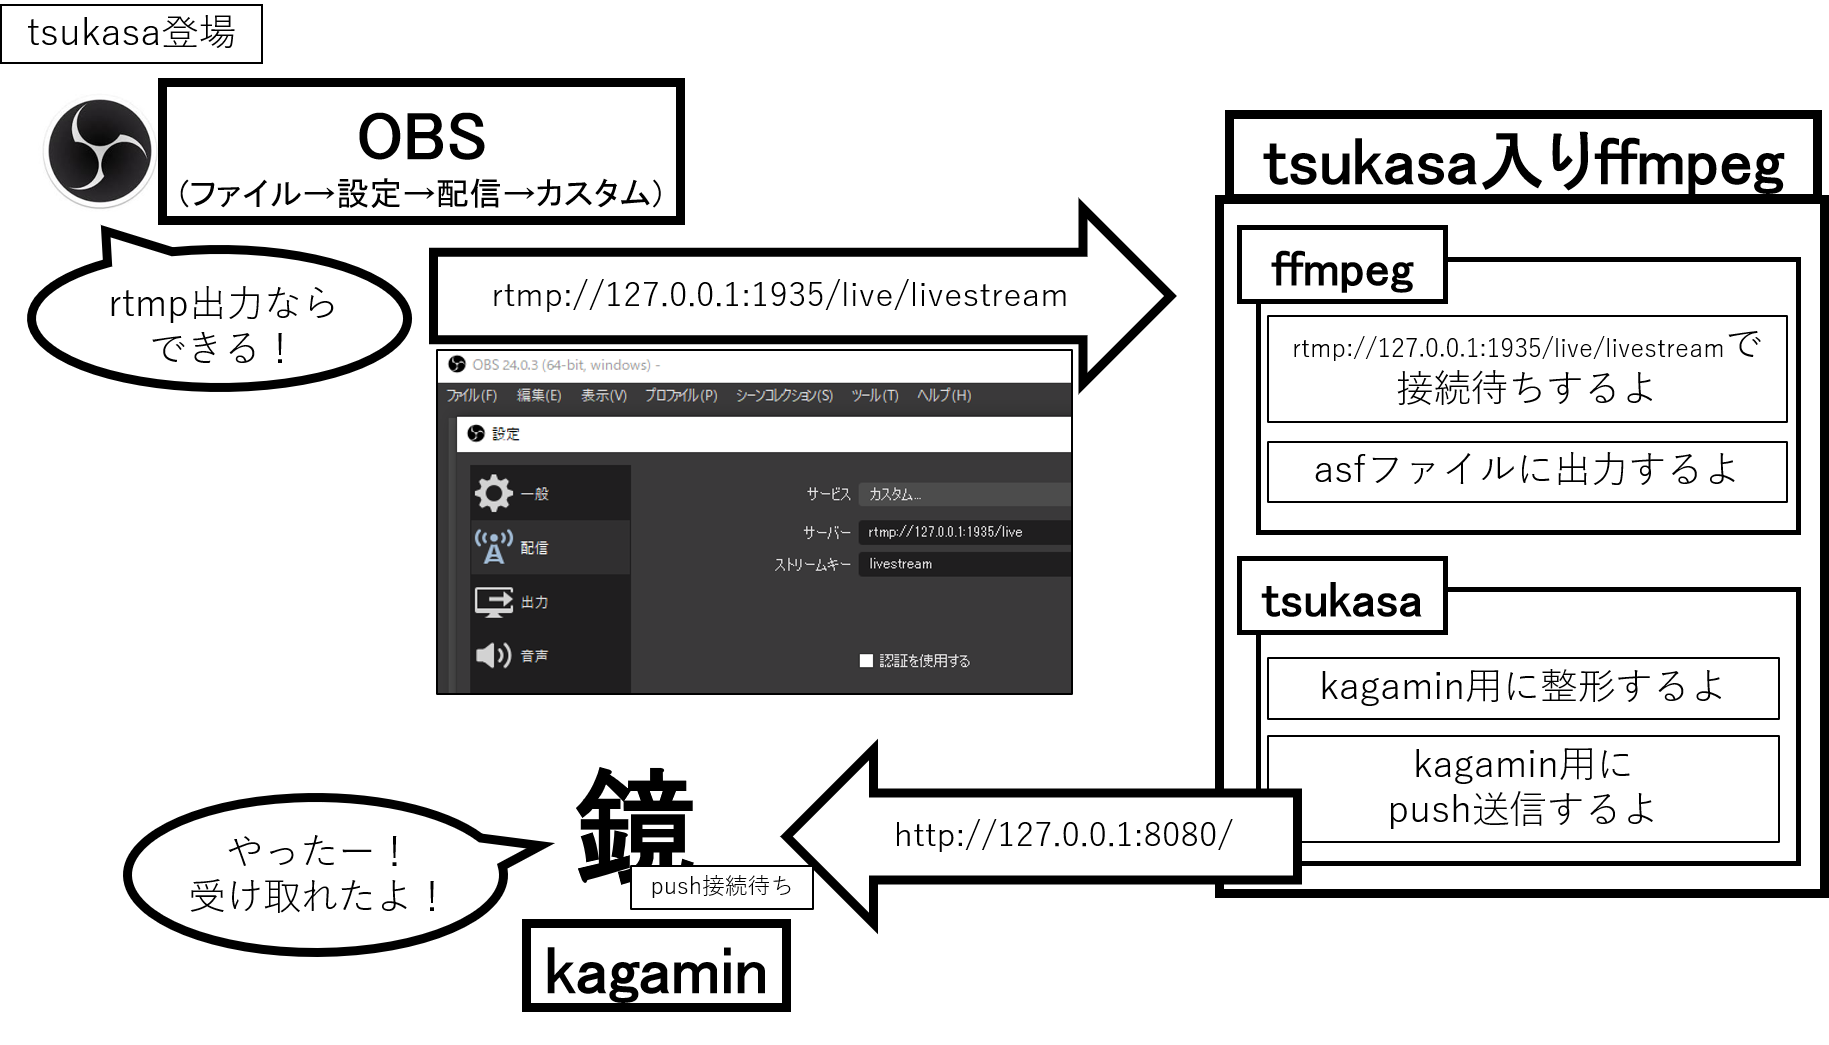 tsukasa登場
OBS
(ファイル→設定→配信→カスタム)
rtmp出力なら
できる！
rtmp://127.0.0.1:1935/live/livestream
OBS 24.0.3 (64-bit, windows) -
ファイル(F) 編集(E) 表示(V) プロファイル(P) シーンコレクション(S) ツール(T) ヘルプ(H)
設定
一般
配信
出力
音声
サービス カスタム...
サーバー rtmp://127.0.0.1:1935/live
ストリームキー livestream
認証を使用する
tsukasa入りffmpeg
ffmpeg
rtmp://127.0.0.1:1935/live/livestreamで
接続待ちするよ
asfファイルに出力するよ
tsukasa
kagamin用に整形するよ
kagamin用に
push送信するよ
http://127.0.0.1:8080/
鏡
push接続待ち
kagamin
やったー！
受け取れたよ！